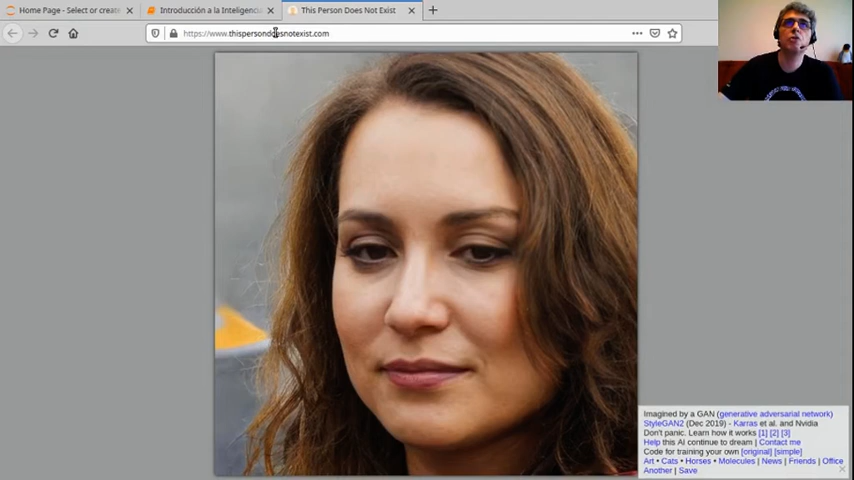 Home Page - Select or create
Introducción a la Inteligencia
This Person Does Not Exist
https://www.thispersondoesnotexist.com
Imagined by a GAN (generative adversarial network)
StyleGAN2 (Dec 2019) - Karras et al. and Nvidia
Don't panic. Learn how it works [1] [2] [3]
Help this AI continue to dream | Contact me
Code for training your own [original] [simple]
Art • Cats • Horses • Molecules | News | Friends | Office
Another | Save